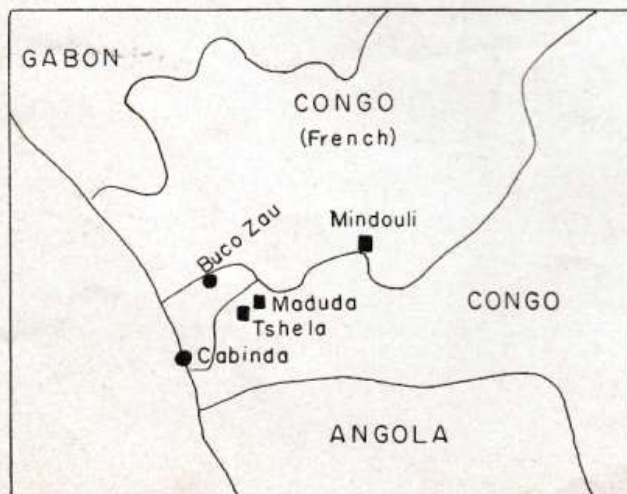 GABON
CONGO
(French)
Mindouli
Buco Zau
Maduda
CONGO
Tshela
Cabinda
ANGOLA